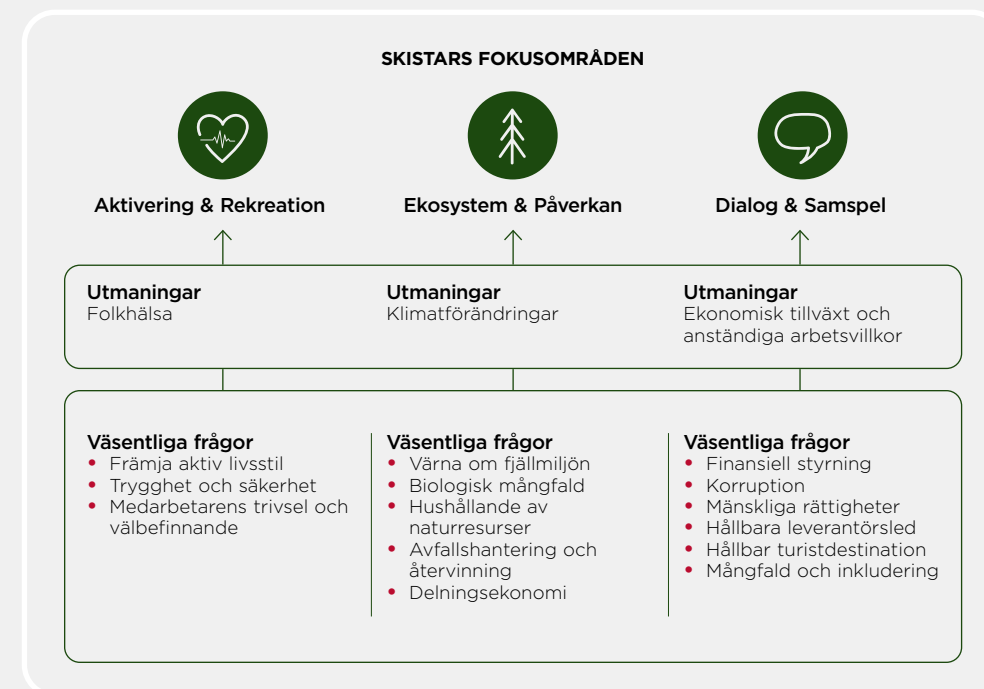 SKISTARS FOKUSOMRÅDEN
Aktivering & Rekreation
Ekosystem & Påverkan
Dialog & Samspel
Utmaningar
Folkhälsa
Utmaningar
Klimatförändringar
Utmaningar
Ekonomisk tillväxt och
anständiga arbetsvillkor
Väsentliga frågor
• Främja aktiv livsstil
• Trygghet och säkerhet
• Medarbetarens trivsel och
välbefinnande
Väsentliga frågor
• Värna om fjällmiljön
• Biologisk mångfald
• Hushållande av
naturresurser
• Avfallshantering och
återvinning
• Delningsekonomi
Väsentliga frågor
• Finansiell styrning
• Korruption
• Mänskliga rättigheter
• Hållbara leverantörsled
• Hållbar turistdestination
• Mångfald och inkludering